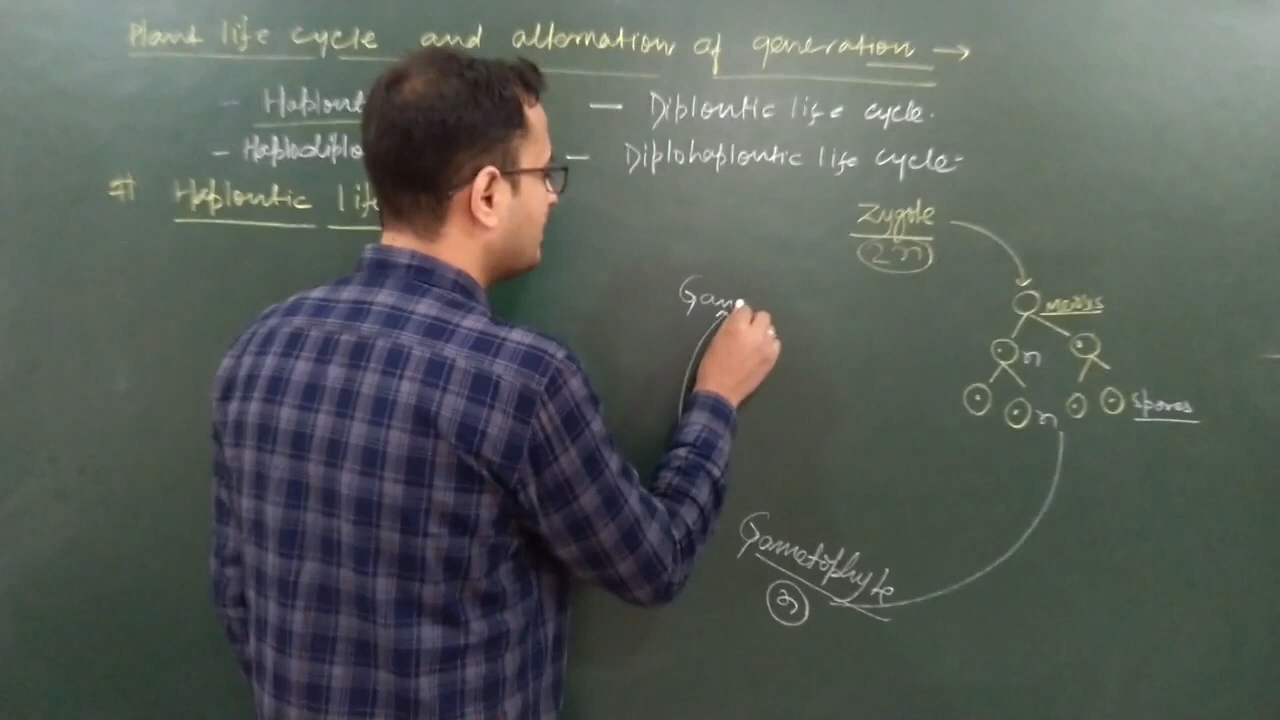 Plant life cycle and alternation of generation →
- Haplont — Diplontic life cycle.
- Haplodiplo — Diplohaplontic life cycle-
# Haplontic life
Zygote
2n
meiosis
n
n
spores
Gam
Gametophyte
n